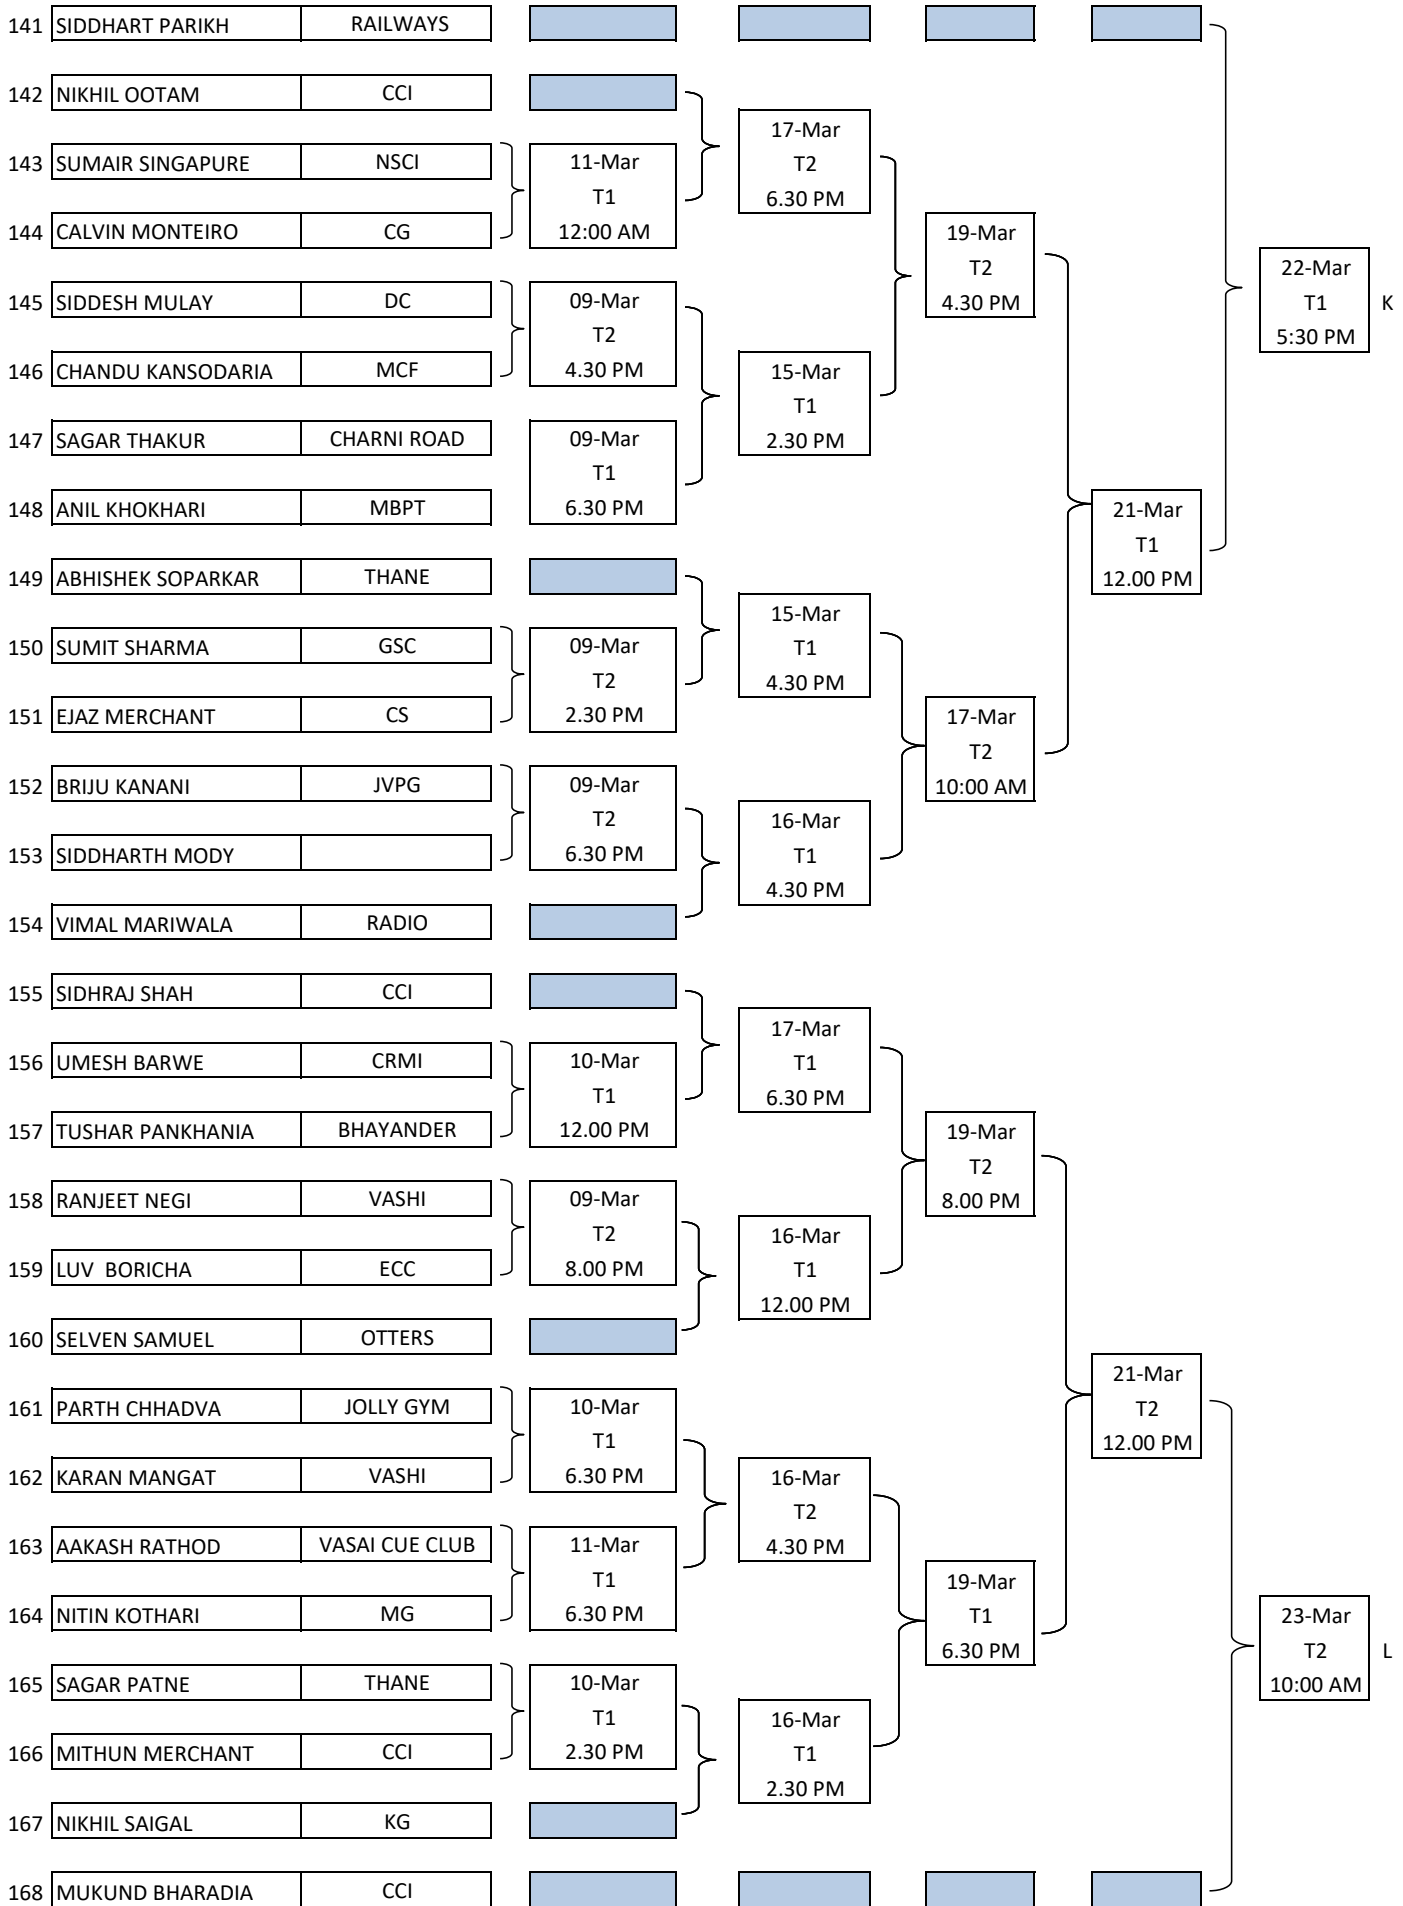 141 SIDDHART PARIKH RAILWAYS
142 NIKHIL OOTAM CCI
17-Mar
143 SUMAIR SINGAPURE NSCI 11-Mar T2
T1 6.30 PM
144 CALVIN MONTEIRO CG 12:00 AM 19-Mar
T2 22-Mar
145 SIDDESH MULAY DC 09-Mar 4.30 PM T1 K
T2 5:30 PM
146 CHANDU KANSODARIA MCF 4.30 PM 15-Mar
T1
147 SAGAR THAKUR CHARNI ROAD 09-Mar 2.30 PM
T1
148 ANIL KHOKHARI MBPT 6.30 PM 21-Mar
T1
149 ABHISHEK SOPARKAR THANE 12.00 PM
15-Mar
150 SUMIT SHARMA GSC 09-Mar T1
T2 4.30 PM
151 EJAZ MERCHANT CS 2.30 PM 17-Mar
T2
152 BRIJU KANANI JVPG 09-Mar 10:00 AM
T2 16-Mar
153 SIDDHARTH MODY 6.30 PM T1
4.30 PM
154 VIMAL MARIWALA RADIO
155 SIDHRAJ SHAH CCI
17-Mar
156 UMESH BARWE CRMI 10-Mar T1
T1 6.30 PM
157 TUSHAR PANKHANIA BHAYANDER 12.00 PM 19-Mar
T2
158 RANJEET NEGI VASHI 09-Mar 8.00 PM
T2 16-Mar
159 LUV  BORICHA ECC 8.00 PM T1
12.00 PM
160 SELVEN SAMUEL OTTERS
21-Mar
161 PARTH CHHADVA JOLLY GYM 10-Mar T2
T1 12.00 PM
162 KARAN MANGAT VASHI 6.30 PM 16-Mar
T2
163 AAKASH RATHOD VASAI CUE CLUB 11-Mar 4.30 PM
T1 19-Mar
164 NITIN KOTHARI MG 6.30 PM T1 23-Mar
6.30 PM T2 L
165 SAGAR PATNE THANE 10-Mar 10:00 AM
T1 16-Mar
166 MITHUN MERCHANT CCI 2.30 PM T1
2.30 PM
167 NIKHIL SAIGAL KG
168 MUKUND BHARADIA CCI